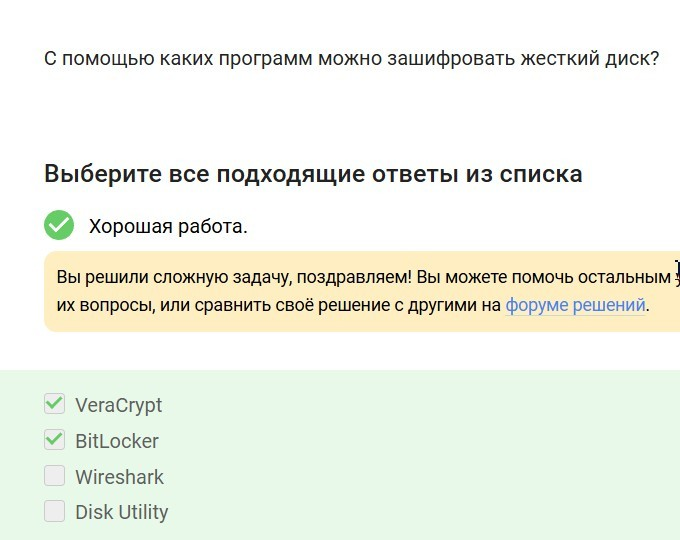 С помощью каких программ можно зашифровать жесткий диск?
Выберите все подходящие ответы из списка
Хорошая работа.
Вы решили сложную задачу, поздравляем! Вы можете помочь остальным
их вопросы, или сравнить своё решение с другими на форуме решений.
VeraCrypt
BitLocker
Wireshark
Disk Utility